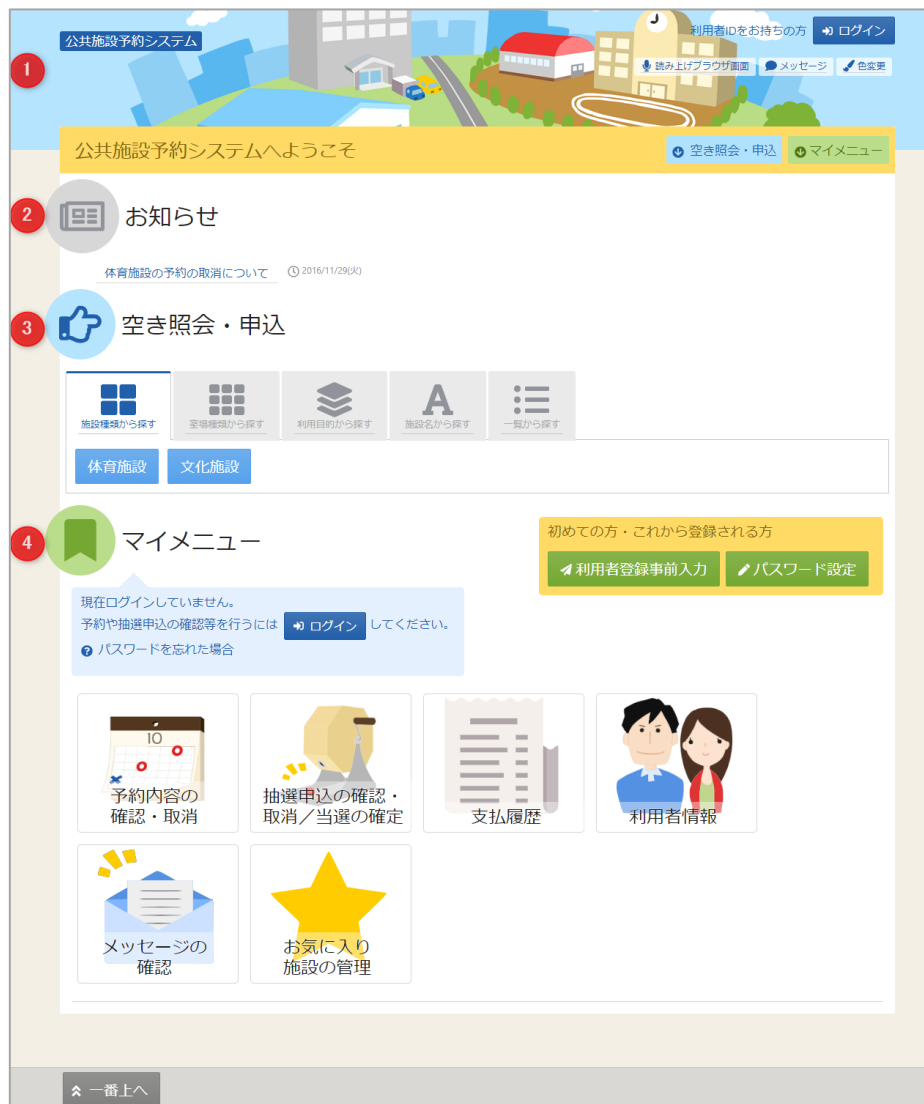 公共施設予約システム
利用者IDをお持ちの方 ログイン
1
読み上げブラウザ画面 メッセージ 色変更
公共施設予約システムへようこそ 空き照会・申込 マイメニュー
2 お知らせ
体育施設の予約の取消について 2016/11/29(火)
3 空き照会・申込
施設種類から探す 室場種類から探す 利用目的から探す A 施設名から探す 一覧から探す
体育施設 文化施設
4 マイメニュー
初めての方・これから登録される方
利用者登録事前入力 パスワード設定
現在ログインしていません。
予約や抽選申込の確認等を行うには ログイン してください。
パスワードを忘れた場合
10
予約内容の
確認・取消
抽選申込の確認・
取消／当選の確定
支払履歴
利用者情報
メッセージの
確認
お気に入り
施設の管理
一番上へ